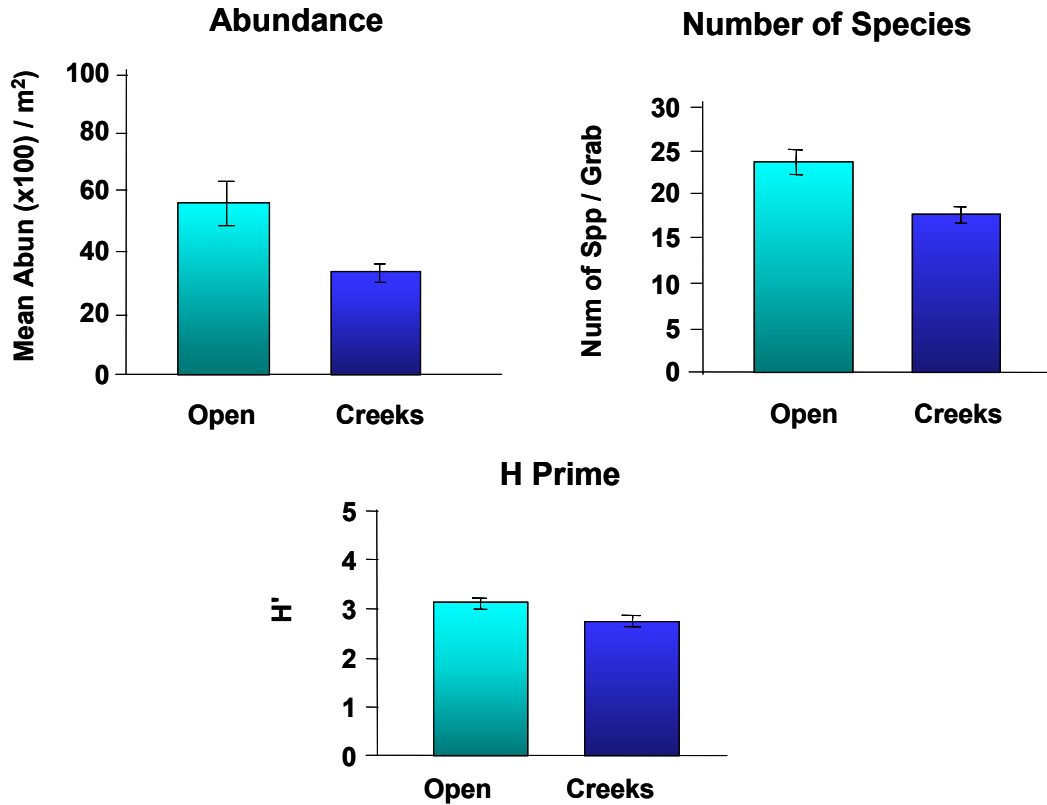 Abundance
Mean Abun (x100) / m²
100
80
60
40
20
0
Open Creeks
Number of Species
Num of Spp / Grab
30
25
20
15
10
5
0
Open Creeks
H Prime
H'
5
4
3
2
1
0
Open Creeks